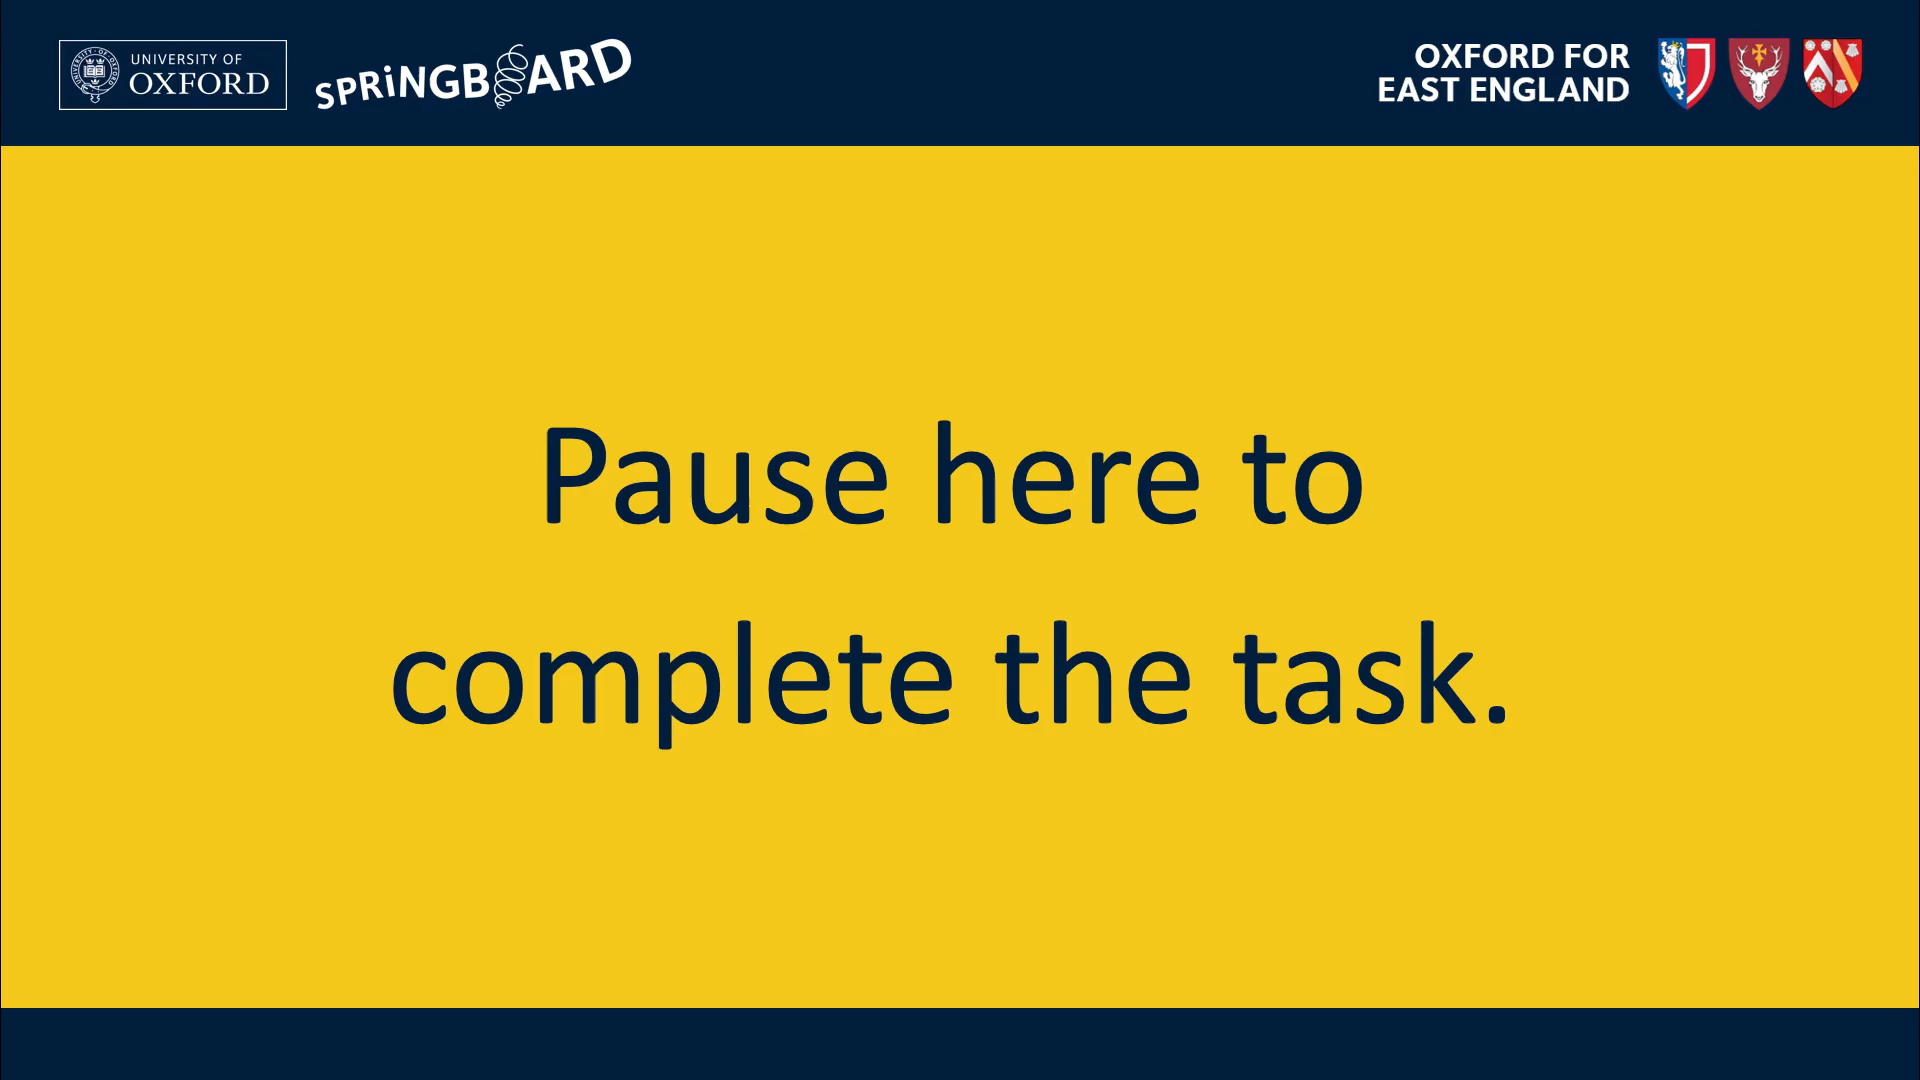 UNIVERSITY OF
OXFORD
SPRiNGBOARD
OXFORD FOR
EAST ENGLAND
Pause here to
complete the task.